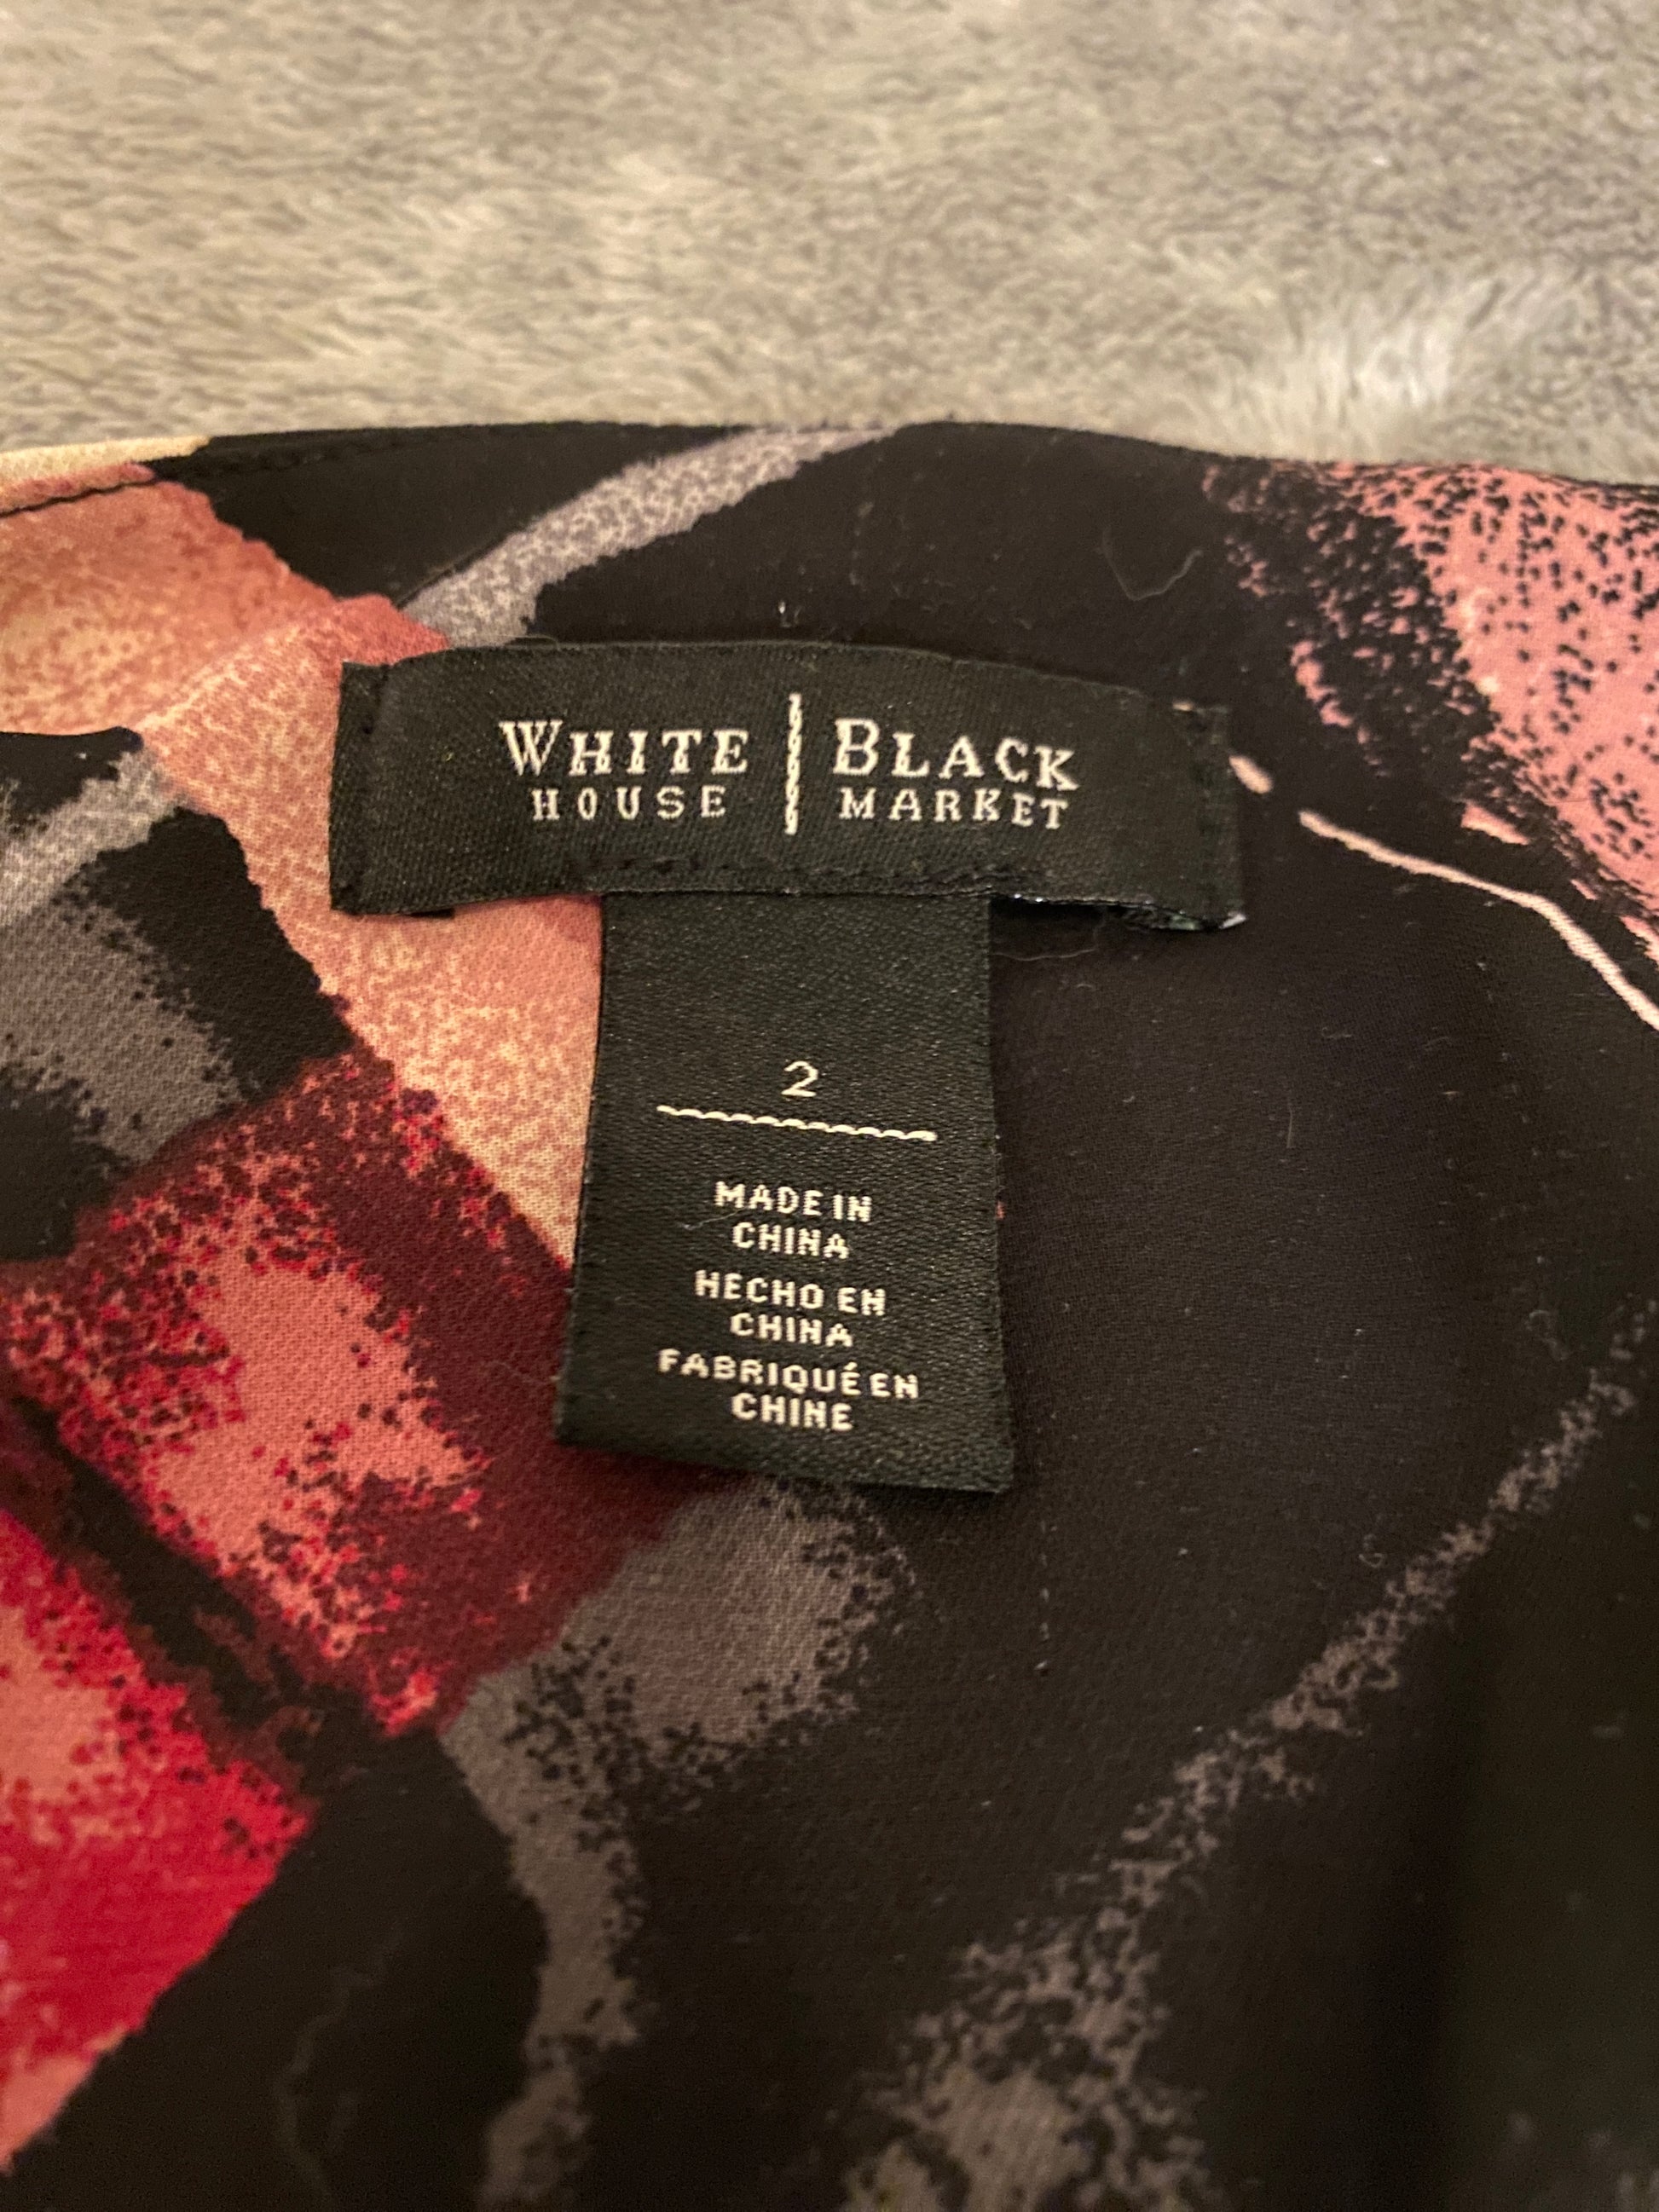 WHITE | BLACK
HOUSE | MARKET
2
MADE IN
CHINA
HECHO EN
CHINA
FABRIQUÉ EN
CHINE